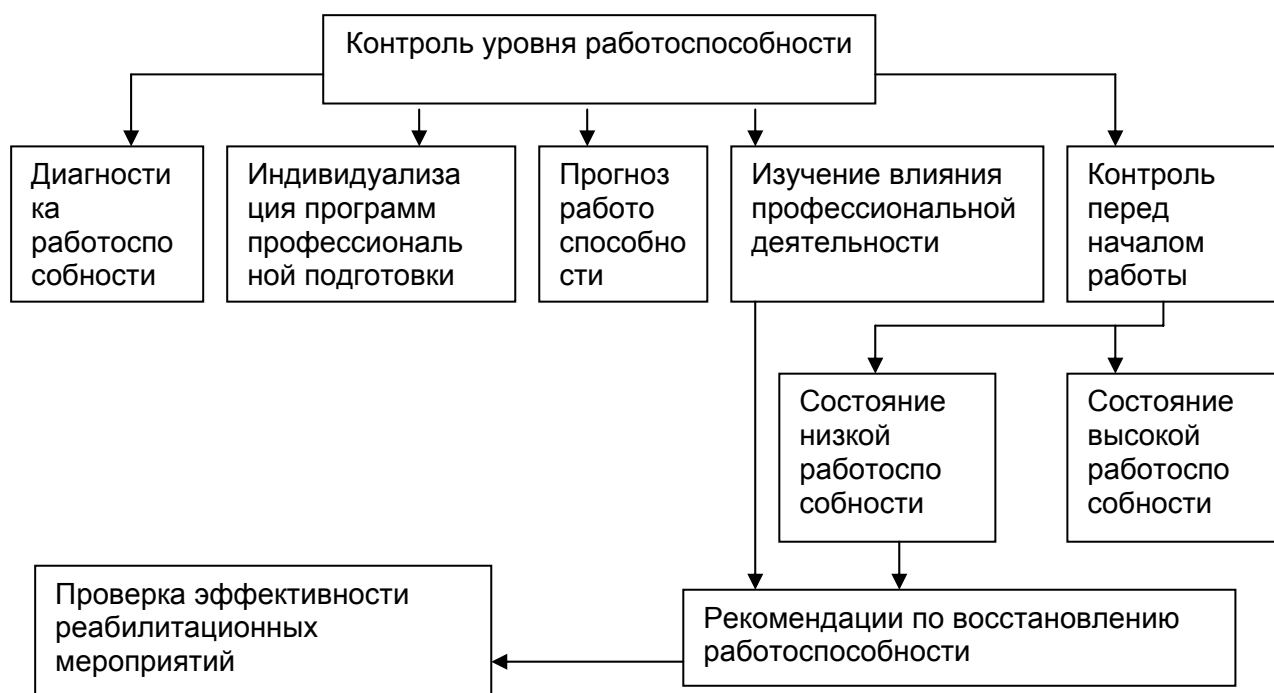 Контроль уровня работоспособности
Диагности
ка
работоспо
собности
Индивидуализа
ция программ
профессиональ
ной подготовки
Прогноз
работо
способно
сти
Изучение влияния
профессиональной
деятельности
Контроль
перед
началом
работы
Состояние
низкой
работоспо
собности
Состояние
высокой
работоспо
собности
Проверка эффективности
реабилитационных
мероприятий
Рекомендации по восстановлению
работоспособности